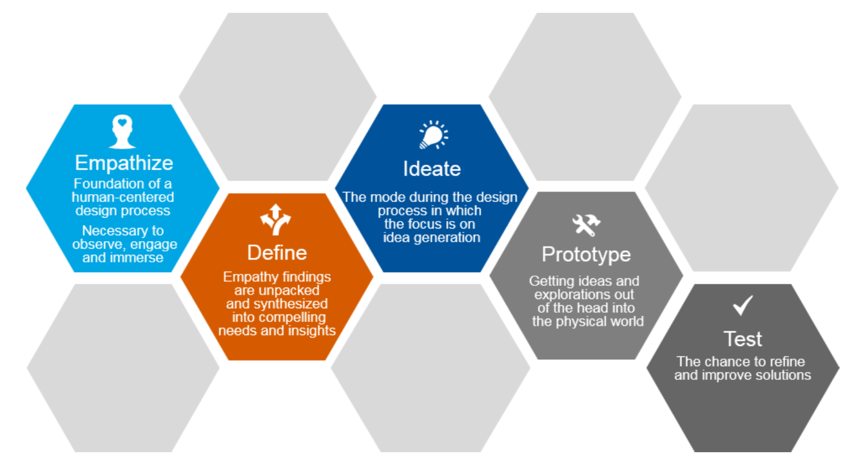 Empathize
Foundation of a
human-centered
design process
Necessary to
observe, engage
and immerse
Define
Empathy findings
are unpacked
and synthesized
into compelling
needs and insights
Ideate
The mode during the design
process in which
the focus is on
idea generation
Prototype
Getting ideas and
explorations out
of the head into
the physical world
Test
The chance to refine
and improve solutions